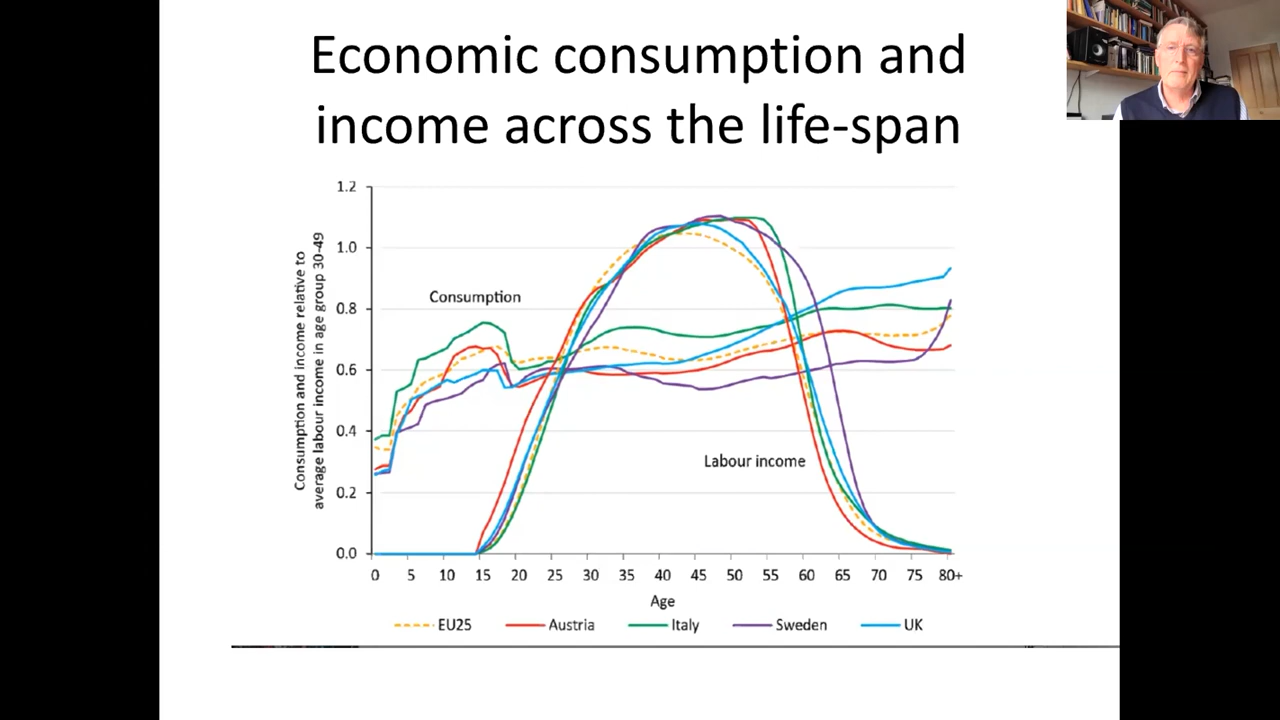 Economic consumption and
income across the life-span
Consumption and income relative to
average labour income in age group 30-49
1.2
1.0
0.8
0.6
0.4
0.2
0.0
Consumption
Labour income
0 5 10 15 20 25 30 35 40 45 50 55 60 65 70 75 80+
Age
EU25 Austria Italy Sweden UK